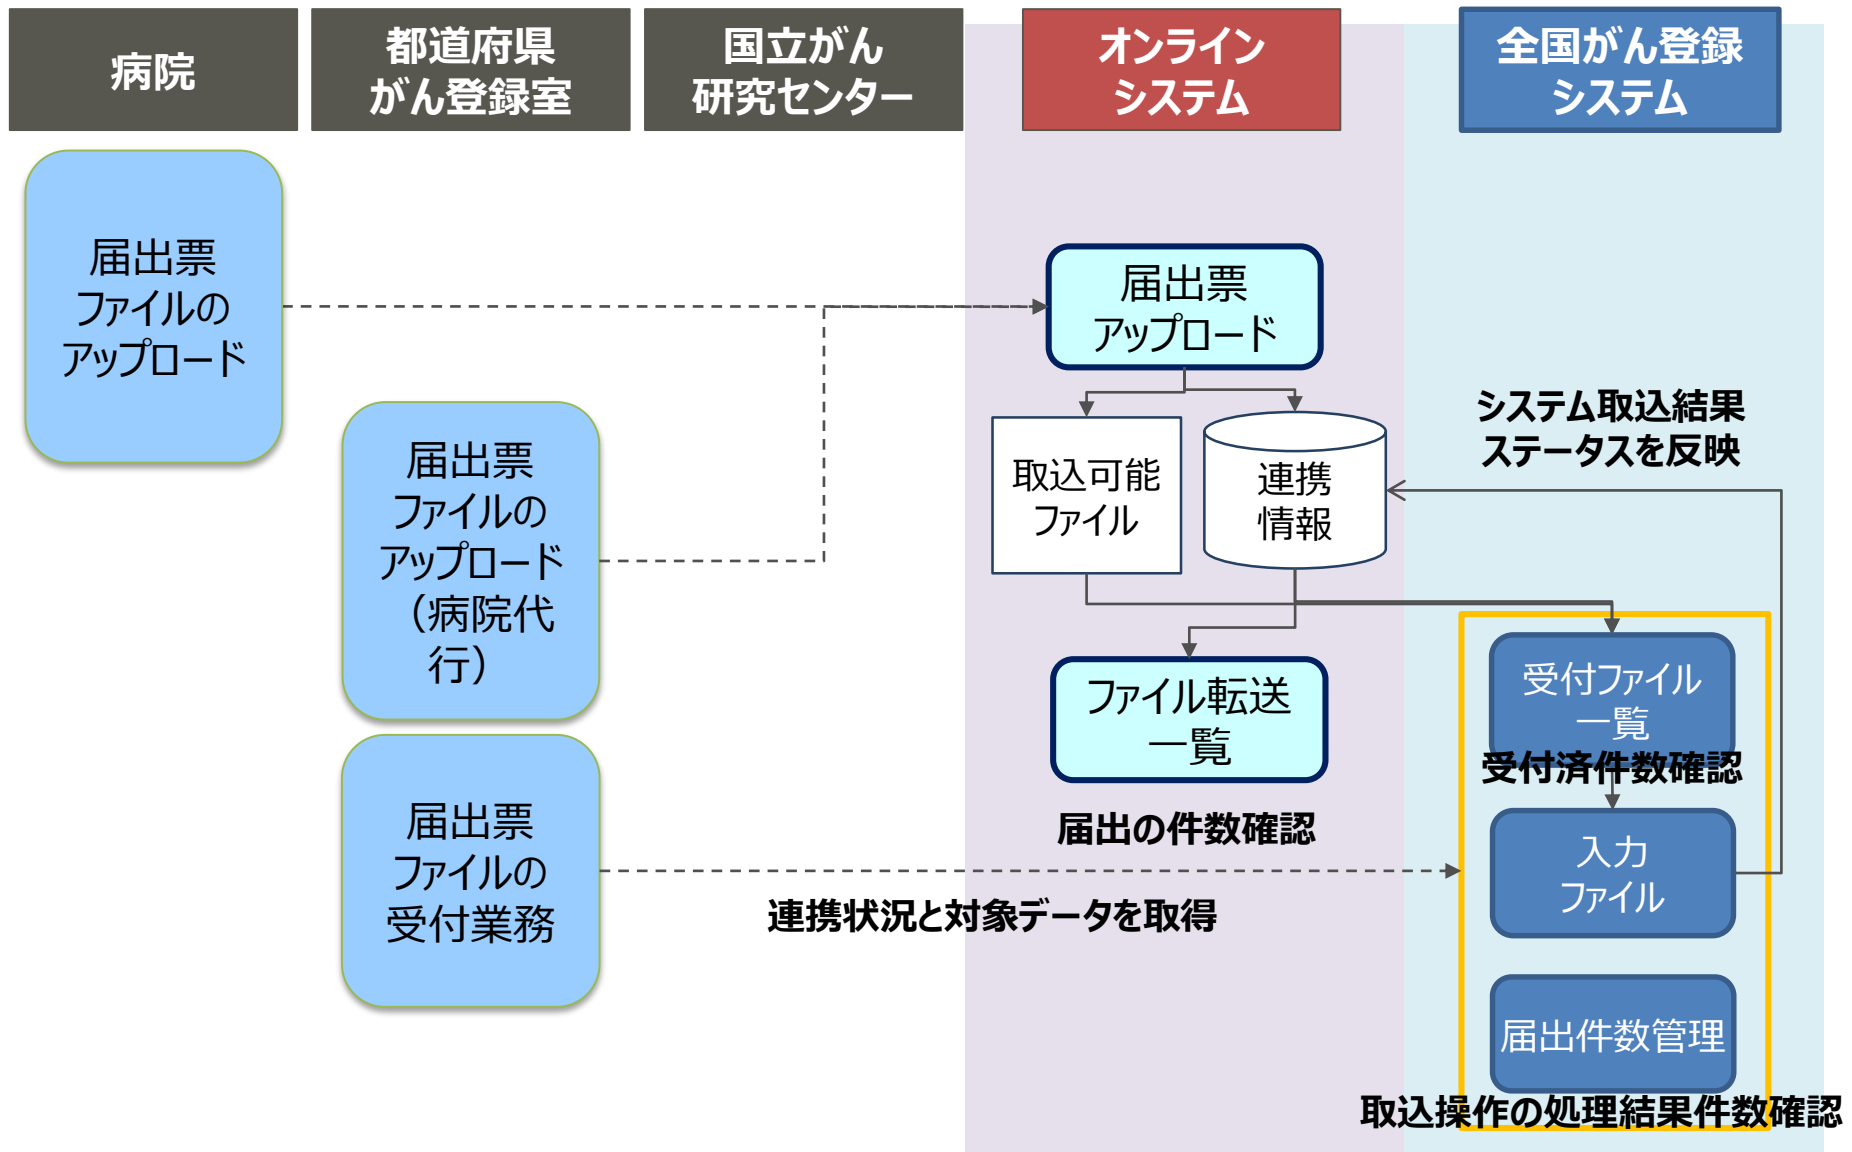 病院
都道府県
がん登録室
国立がん
研究センター
オンライン
システム
全国がん登録
システム
届出票
ファイルの
アップロード
届出票
アップロード
システム取込結果
ステータスを反映
届出票
ファイルの
アップロード
（病院代
行）
取込可能
ファイル
連携
情報
ファイル転送
一覧
受付ファイル
一覧
受付済件数確認
届出の件数確認
届出票
ファイルの
受付業務
入力
ファイル
連携状況と対象データを取得
届出件数管理
取込操作の処理結果件数確認